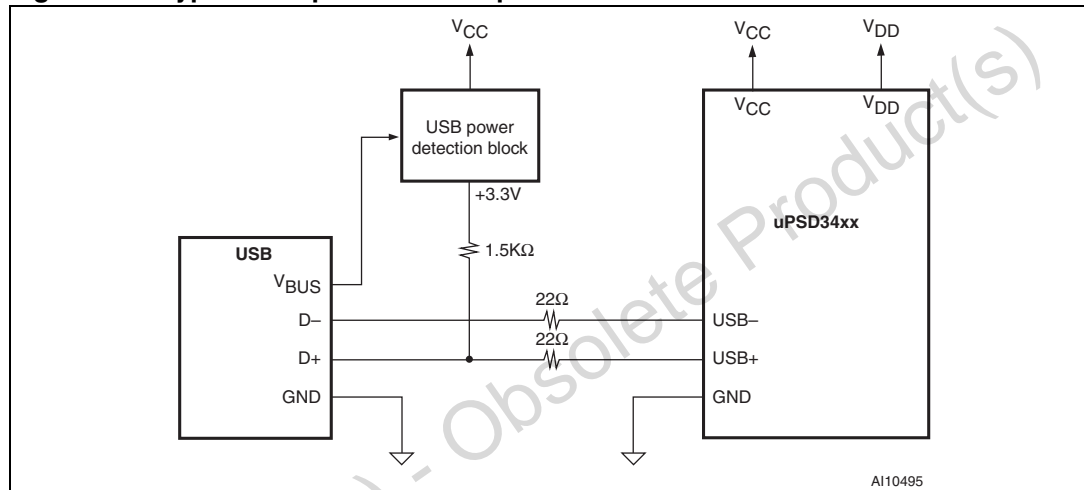 VCC
VCC
VDD
USB power
detection block
VCC
VDD
+3.3V
1.5KΩ
uPSD34xx
USB
VBUS
22Ω
D–
USB–
22Ω
D+
USB+
GND
GND
) - Obsolete Product(s)
AI10495